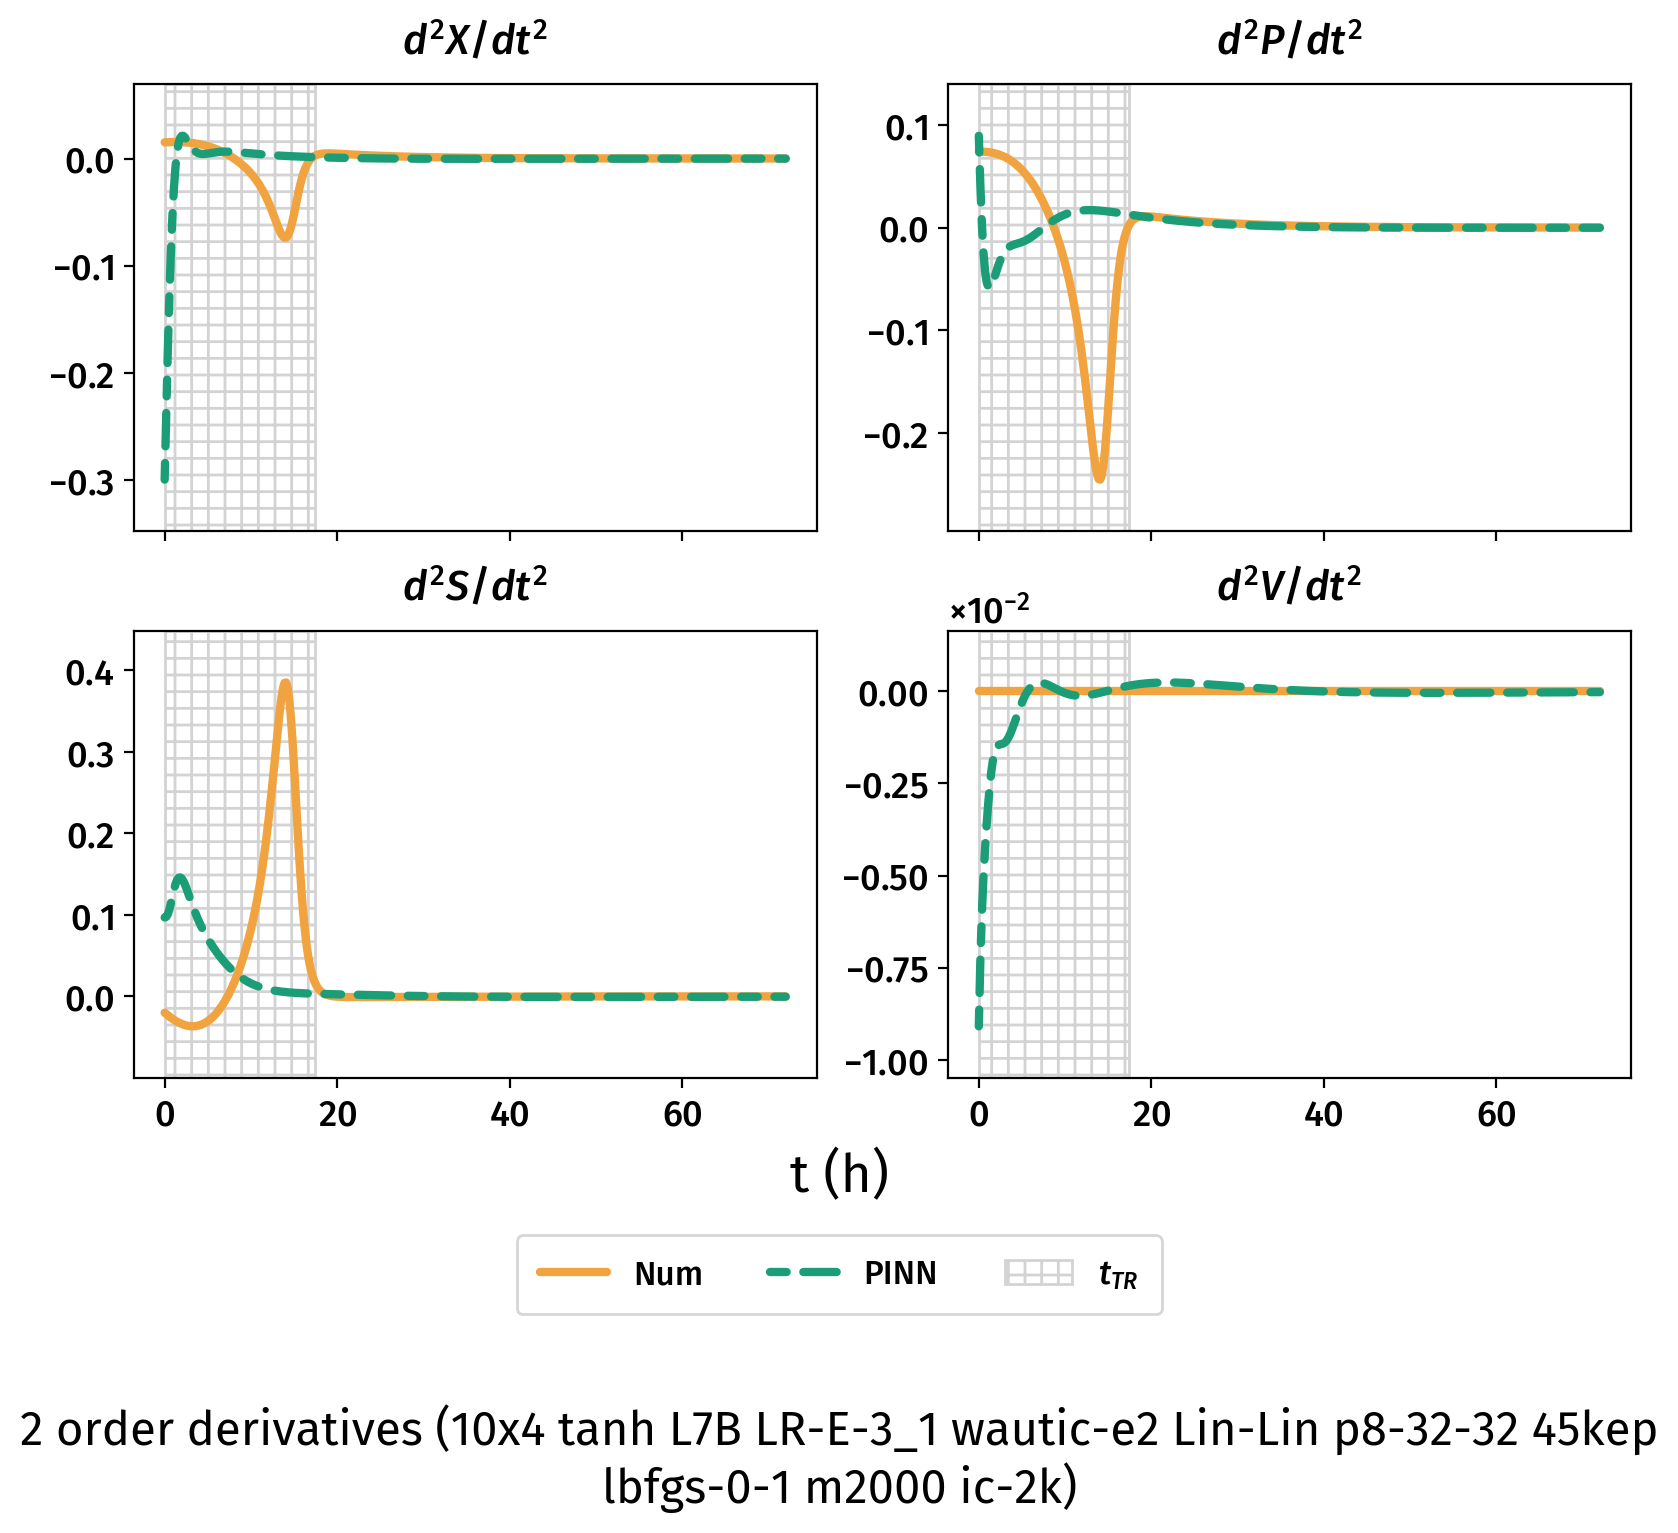 d²X/dt²
d²P/dt²
0.0
−0.1
−0.2
−0.3
0.1
0.0
−0.1
−0.2
d²S/dt²
d²V/dt²
×10⁻²
0.4
0.3
0.2
0.1
0.0
0.00
−0.25
−0.50
−0.75
−1.00
0 20 40 60
0 20 40 60
t (h)
Num PINN t_TR
2 order derivatives (10x4 tanh L7B LR-E-3_1 wautic-e2 Lin-Lin p8-32-32 45kep
lbfgs-0-1 m2000 ic-2k)